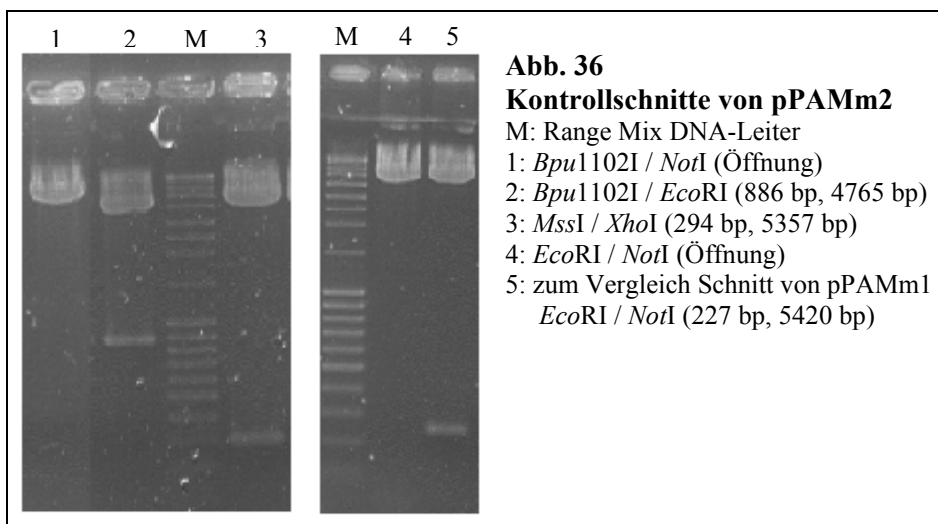 1 2 M 3 M 4 5
Abb. 36
Kontrollschnitte von pPAMm2
M: Range Mix DNA-Leiter
1: Bpu1102I / NotI (Öffnung)
2: Bpu1102I / EcoRI (886 bp, 4765 bp)
3: MssI / XhoI (294 bp, 5357 bp)
4: EcoRI / NotI (Öffnung)
5: zum Vergleich Schnitt von pPAMm1
EcoRI / NotI (227 bp, 5420 bp)